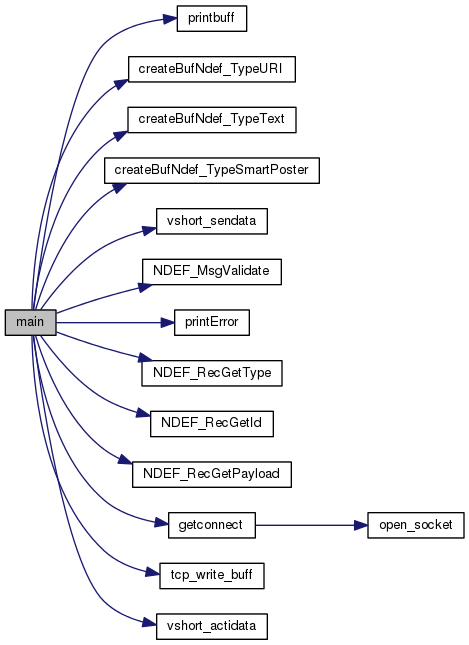 printbuff
createBufNdef_TypeURI
createBufNdef_TypeText
createBufNdef_TypeSmartPoster
vshort_sendata
NDEF_MsgValidate
main
printError
NDEF_RecGetType
NDEF_RecGetId
NDEF_RecGetPayload
getconnect
open_socket
tcp_write_buff
vshort_actidata